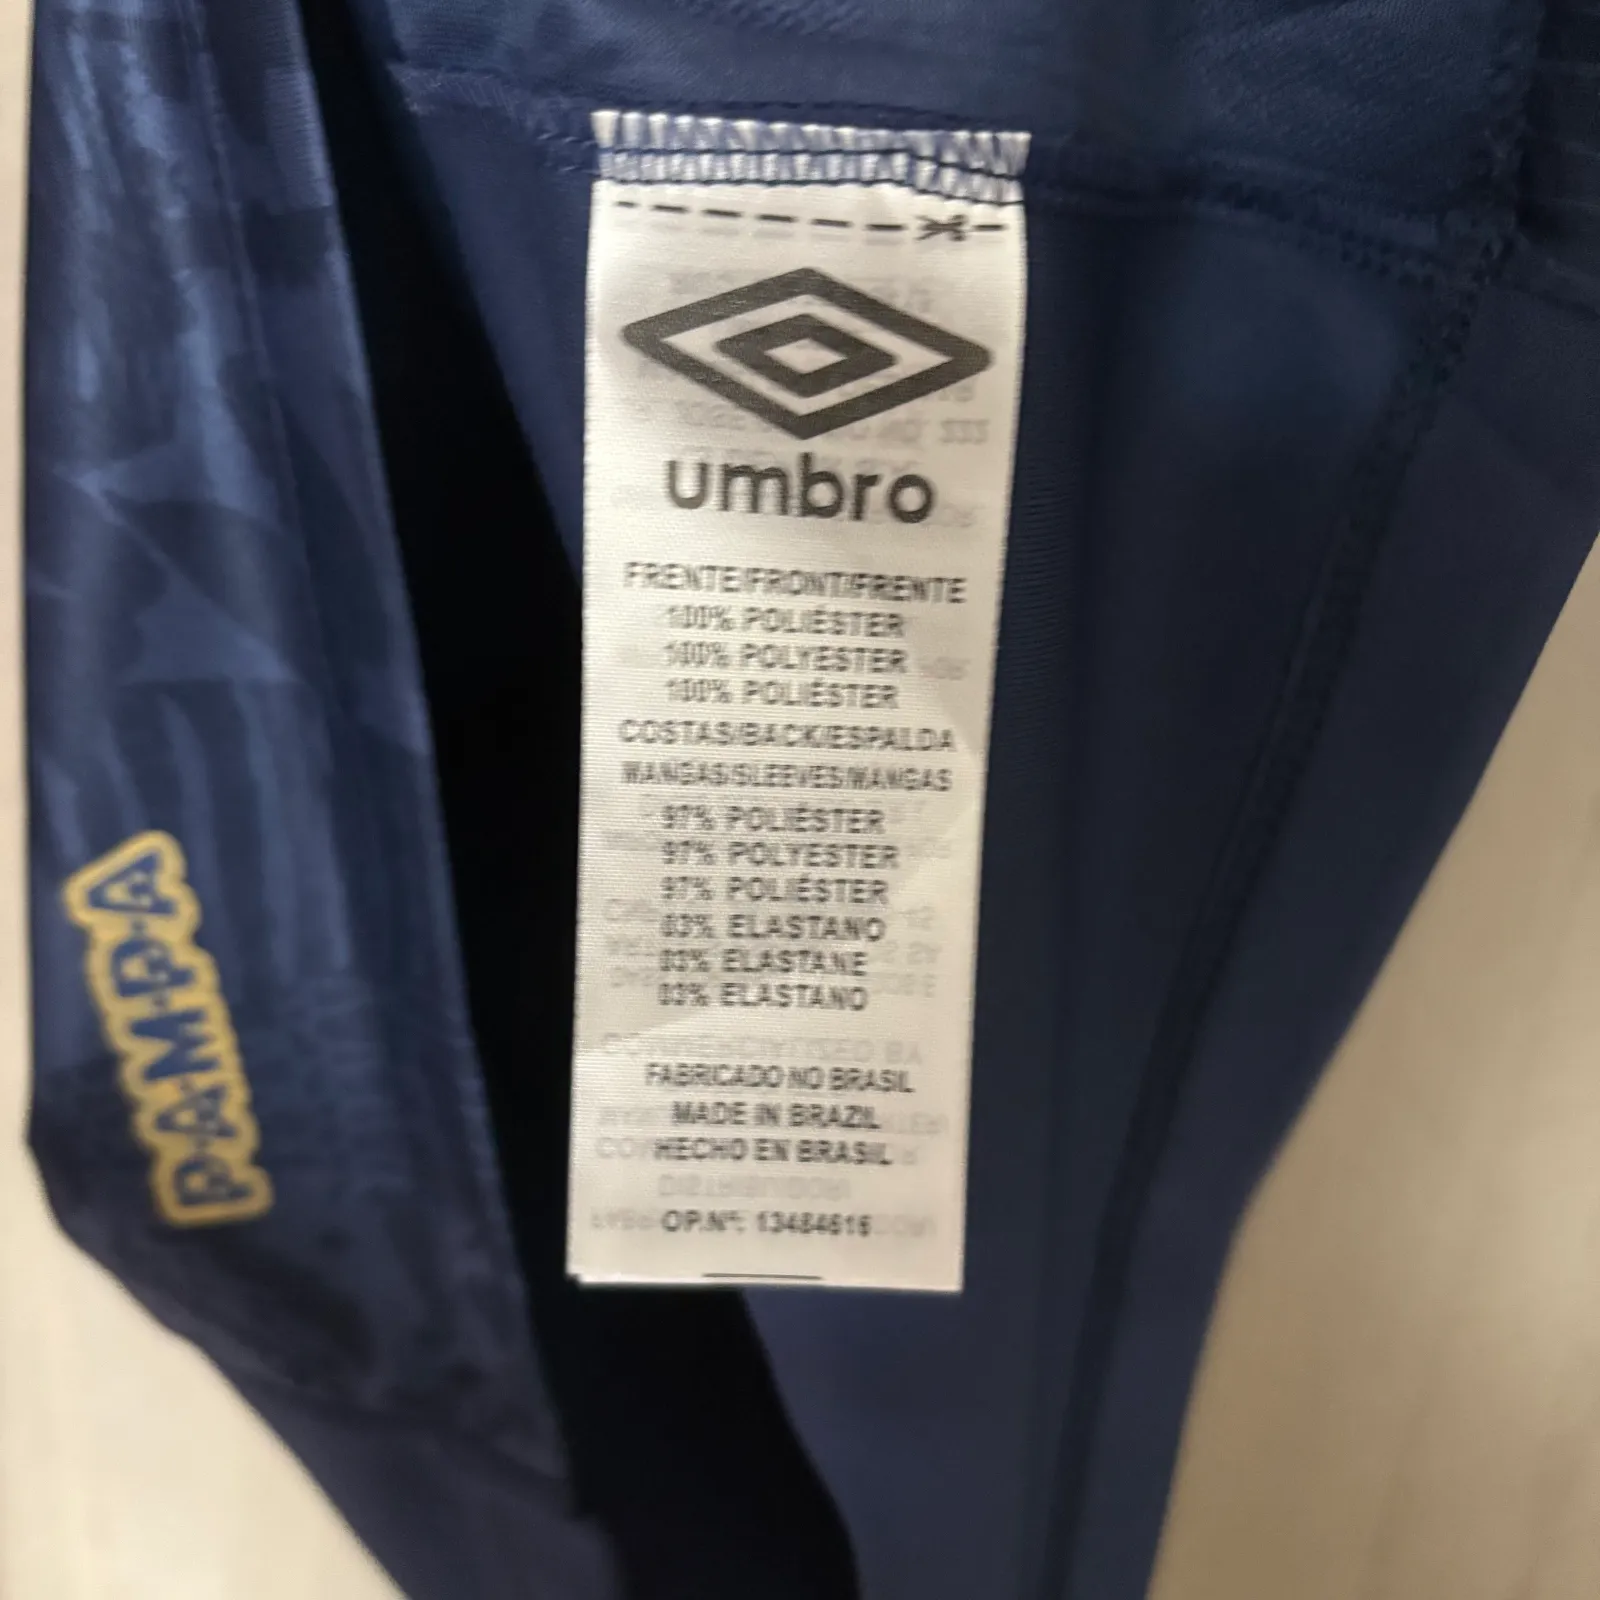 umbro
FRENTE/FRONT/FRENTE
100% POLIÉSTER
100% POLYESTER
100% POLIÉSTER
COSTAS/BACK/ESPALDA
MANGAS/SLEEVES/MANGAS
97% POLIÉSTER
97% POLYESTER
97% POLIÉSTER
03% ELASTANO
03% ELASTANE
03% ELASTANO
FABRICADO NO BRASIL
MADE IN BRAZIL
HECHO EN BRASIL
OP.Nº: 13484616
P·A·M·P·A